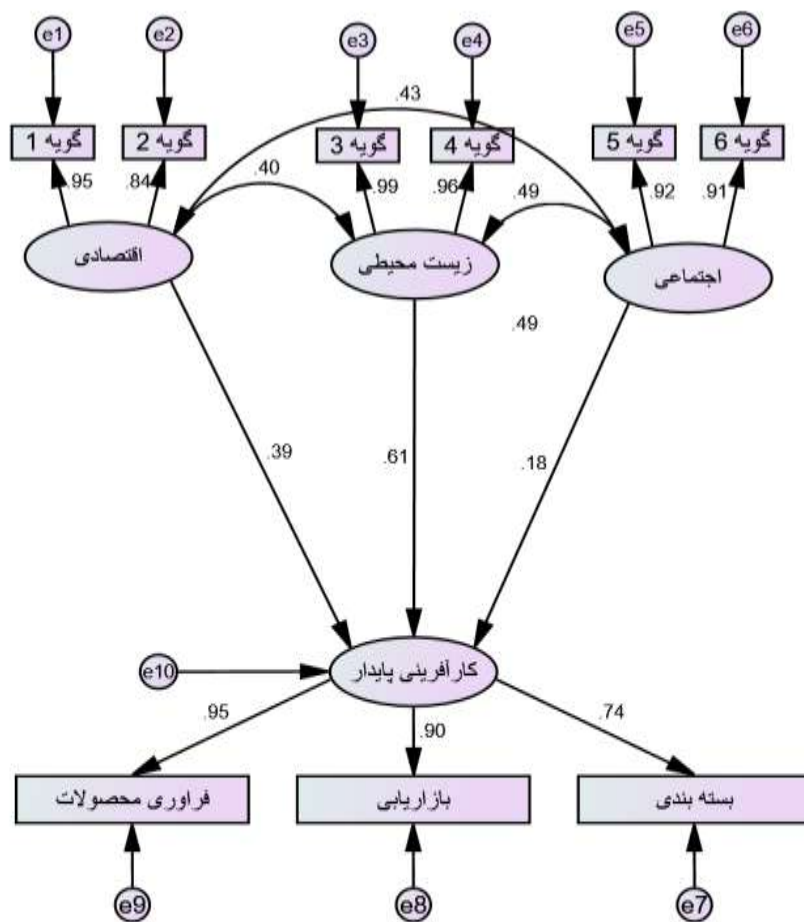 e1
e2
e3
e4
e5
e6
.43
گویه 1
گویه 2
گویه 3
گویه 4
گویه 5
گویه 6
.95
.84
.40
.99
.96
.49
.92
.91
اقتصادی
زیست محیطی
اجتماعی
.49
.39
.61
.18
e10
کارآفرینی پایدار
.95
.90
.74
فراوری محصولات
بازاریابی
بسته بندی
e9
e8
e7